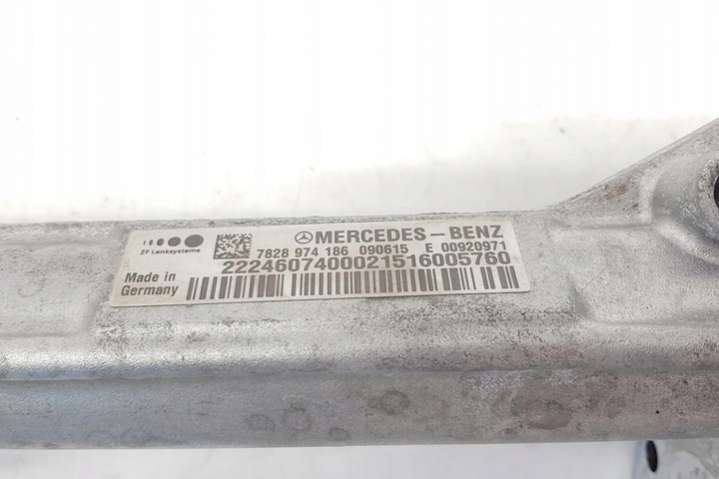 ZF Lenksysteme
MERCEDES-BENZ
7828 974 186 090615 E 00920971
2224607400021516005760
Made in
Germany